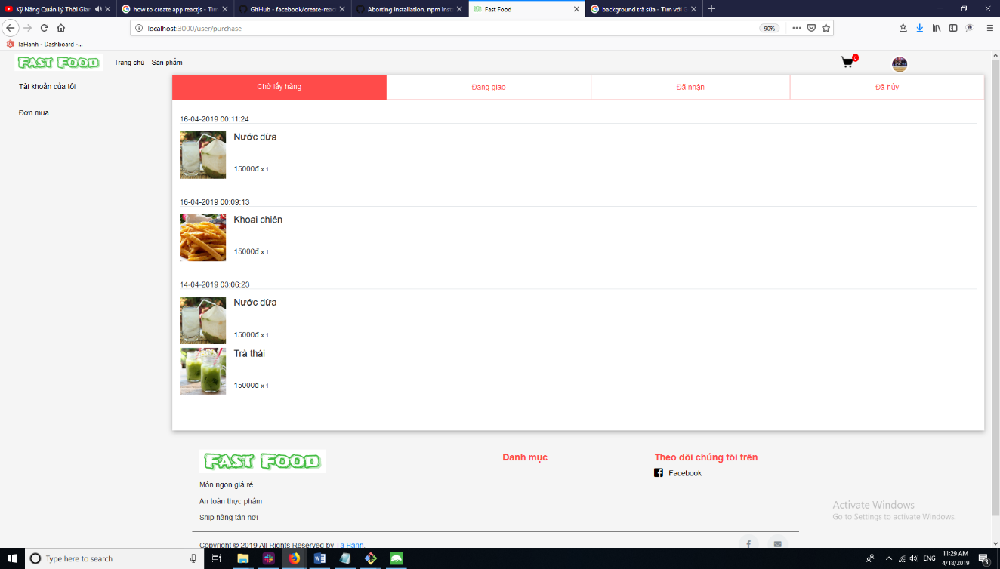 Kỹ Năng Quản Lý Thời Gian
how to create app reactjs - Tìm
GitHub - facebook/create-reac
Aborting installation. npm inst
Fast Food
background trà sữa - Tìm với G
localhost:3000/user/purchase
90%
TaHanh - Dashboard -...
FAST FOOD
Trang chủ
Sản phẩm
0
Tài khoản của tôi
Đơn mua
Chờ lấy hàng
Đang giao
Đã nhận
Đã hủy
16-04-2019 00:11:24
Nước dừa
15000đ x 1
16-04-2019 00:09:13
Khoai chiên
15000đ x 1
14-04-2019 03:06:23
Nước dừa
15000đ x 1
Trà thái
15000đ x 1
FAST FOOD
Món ngon giá rẻ
An toàn thực phẩm
Ship hàng tận nơi
Danh mục
Theo dõi chúng tôi trên
Facebook
Activate Windows
Go to Settings to activate Windows.
Copyright © 2019 All Rights Reserved by Ta Hanh.
Type here to search
ENG
11:29 AM
4/18/2019
3